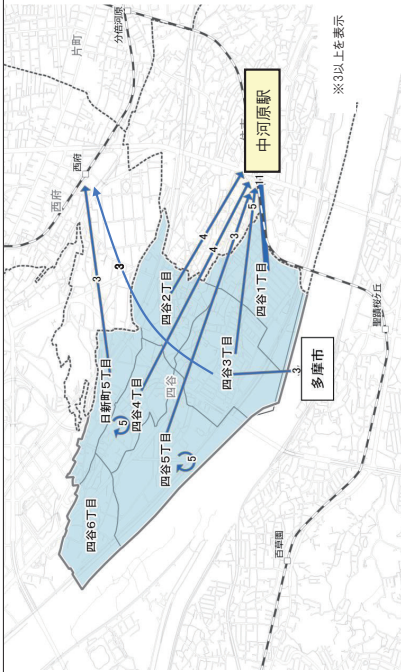 ※3以上を表示
分倍河原
片町
西府
西府
中河原駅
11
5
3
4
4
3
3
四谷2丁目
四谷1丁目
四谷3丁目
日新町5丁目
四谷4丁目
四谷
四谷5丁目
四谷6丁目
5
5
3
多摩市
聖蹟桜ヶ丘
百草園